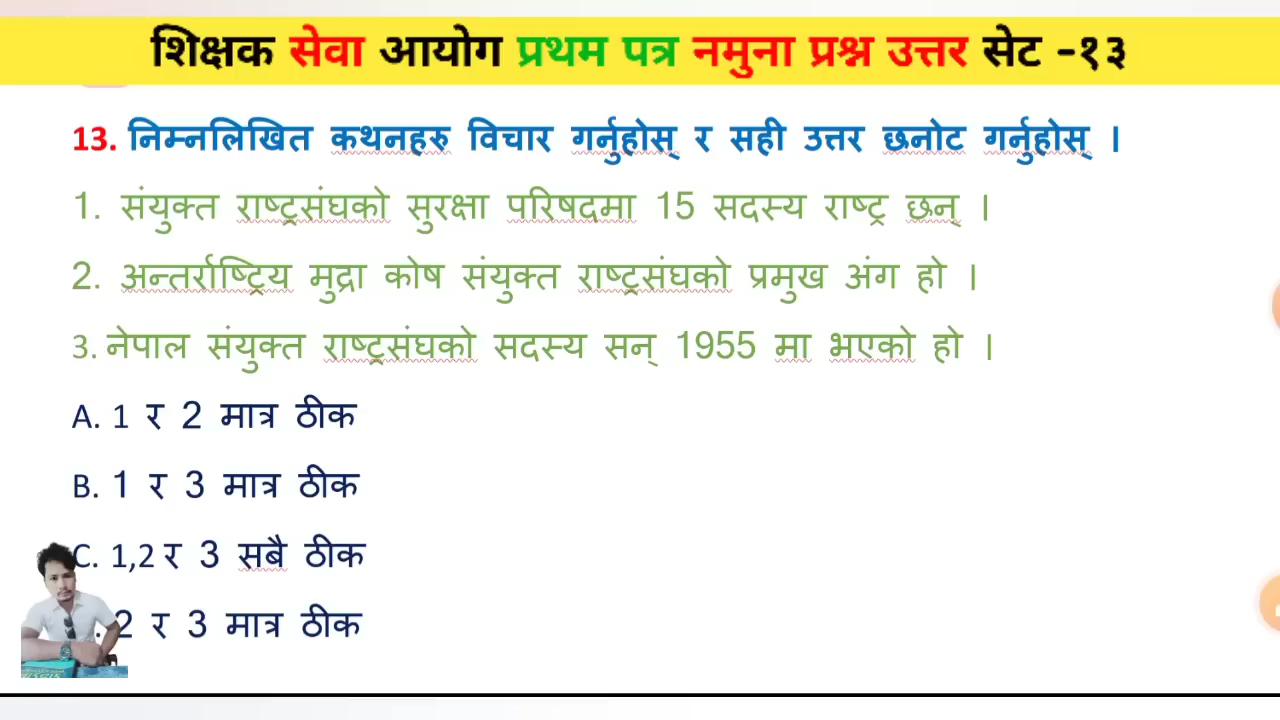 शिक्षक सेवा आयोग प्रथम पत्र नमुना प्रश्न उत्तर सेट -१३
13. निम्नलिखित कथनहरु विचार गर्नुहोस् र सही उत्तर छनोट गर्नुहोस् ।
1. संयुक्त राष्ट्रसंघको सुरक्षा परिषदमा 15 सदस्य राष्ट्र छन् ।
2. अन्तर्राष्ट्रिय मुद्रा कोष संयुक्त राष्ट्रसंघको प्रमुख अंग हो ।
3. नेपाल संयुक्त राष्ट्रसंघको सदस्य सन् 1955 मा भएको हो ।
A. 1 र 2 मात्र ठीक
B. 1 र 3 मात्र ठीक
C. 1,2 र 3 सबै ठीक
. 2 र 3 मात्र ठीक